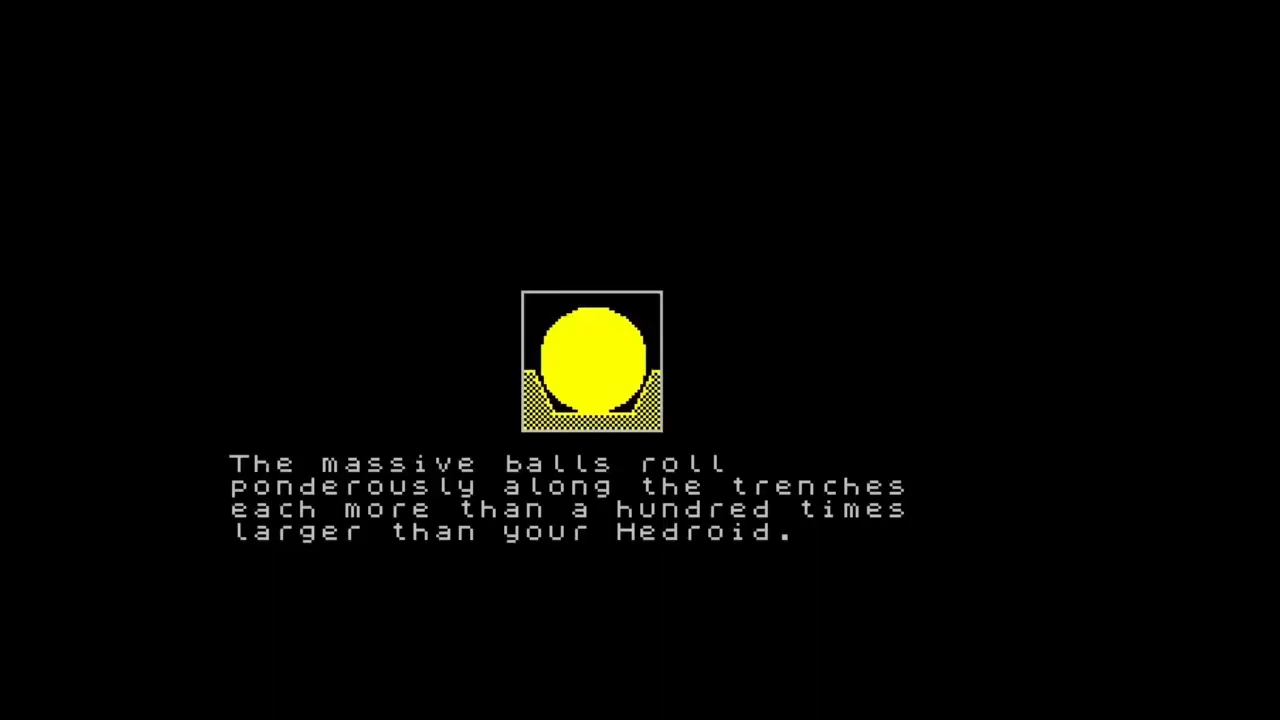 The massive balls roll
ponderously along the trenches
each more than a hundred times
larger than your Hedroid.